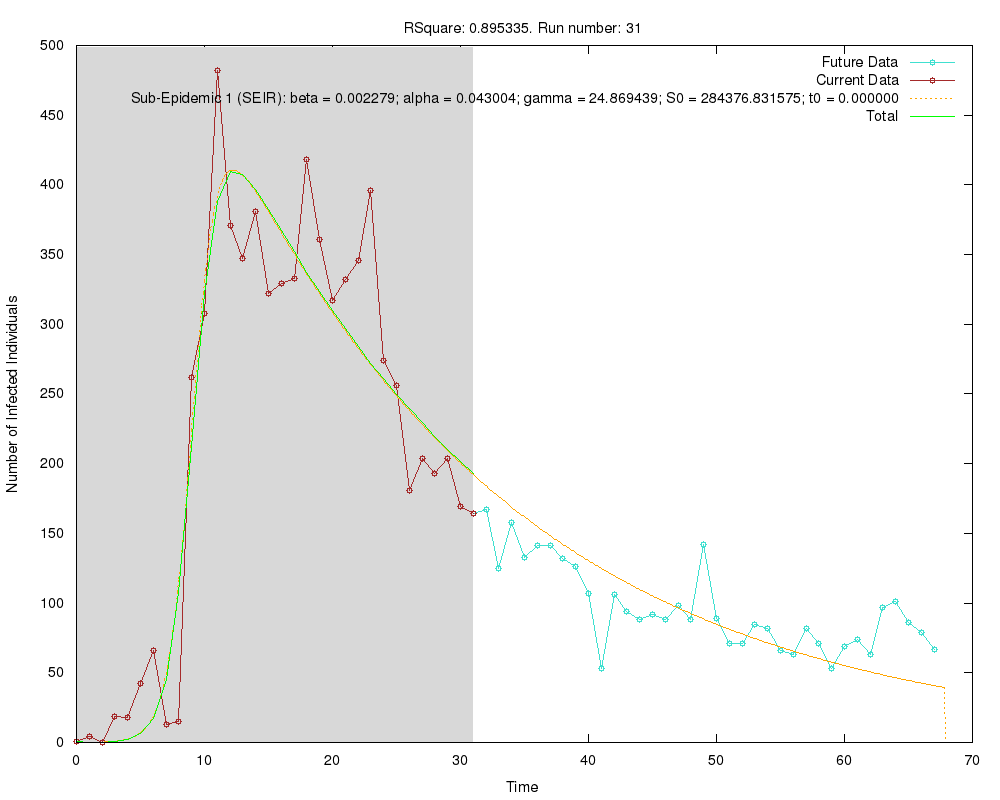 RSquare: 0.895335. Run number: 31
500
450
400
350
300
250
200
150
100
50
0
Number of Infected Individuals
Future Data
Current Data
Sub-Epidemic 1 (SEIR): beta = 0.002279; alpha = 0.043004; gamma = 24.869439; S0 = 284376.831575; t0 = 0.000000
Total
0 10 20 30 40 50 60 70
Time